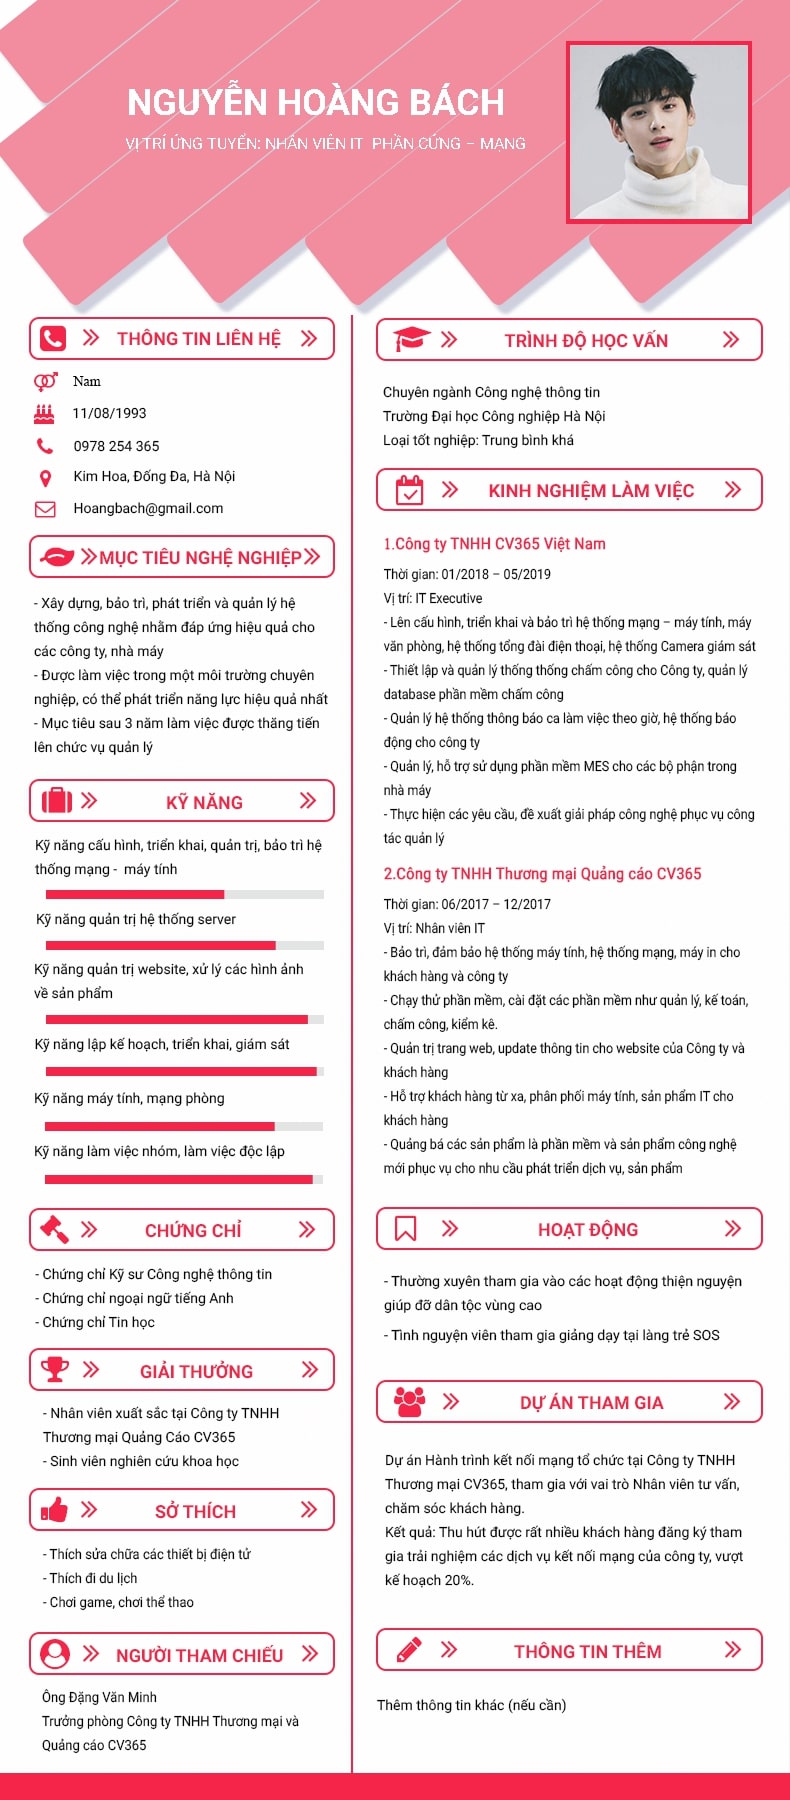 NGUYỄN HOÀNG BÁCH
VỊ TRÍ ỨNG TUYỂN: NHÂN VIÊN IT PHẦN CỨNG – MẠNG
THÔNG TIN LIÊN HỆ
Nam
11/08/1993
0978 254 365
Kim Hoa, Đống Đa, Hà Nội
Hoangbach@gmail.com
MỤC TIÊU NGHỆ NGHIỆP
- Xây dựng, bảo trì, phát triển và quản lý hệ
thống công nghệ nhằm đáp ứng hiệu quả cho
các công ty, nhà máy
- Được làm việc trong một môi trường chuyên
nghiệp, có thể phát triển năng lực hiệu quả nhất
- Mục tiêu sau 3 năm làm việc được thăng tiến
lên chức vụ quản lý
KỸ NĂNG
Kỹ năng cấu hình, triển khai, quản trị, bảo trì hệ
thống mạng - máy tính
Kỹ năng quản trị hệ thống server
Kỹ năng quản trị website, xử lý các hình ảnh
về sản phẩm
Kỹ năng lập kế hoạch, triển khai, giám sát
Kỹ năng máy tính, mạng phòng
Kỹ năng làm việc nhóm, làm việc độc lập
CHỨNG CHỈ
- Chứng chỉ Kỹ sư Công nghệ thông tin
- Chứng chỉ ngoại ngữ tiếng Anh
- Chứng chỉ Tin học
GIẢI THƯỞNG
- Nhân viên xuất sắc tại Công ty TNHH
Thương mại Quảng Cáo CV365
- Sinh viên nghiên cứu khoa học
SỞ THÍCH
- Thích sửa chữa các thiết bị điện tử
- Thích đi du lịch
- Chơi game, chơi thể thao
NGƯỜI THAM CHIẾU
Ông Đặng Văn Minh
Trưởng phòng Công ty TNHH Thương mại và
Quảng cáo CV365
TRÌNH ĐỘ HỌC VẤN
Chuyên ngành Công nghệ thông tin
Trường Đại học Công nghiệp Hà Nội
Loại tốt nghiệp: Trung bình khá
KINH NGHIỆM LÀM VIỆC
1.Công ty TNHH CV365 Việt Nam
Thời gian: 01/2018 – 05/2019
Vị trí: IT Executive
- Lên cấu hình, triển khai và bảo trì hệ thống mạng – máy tính, máy
văn phòng, hệ thống tổng đài điện thoại, hệ thống Camera giám sát
- Thiết lập và quản lý thống thống chấm công cho Công ty, quản lý
database phần mềm chấm công
- Quản lý hệ thống thông báo ca làm việc theo giờ, hệ thống báo
động cho công ty
- Quản lý, hỗ trợ sử dụng phần mềm MES cho các bộ phận trong
nhà máy
- Thực hiện các yêu cầu, đề xuất giải pháp công nghệ phục vụ công
tác quản lý
2.Công ty TNHH Thương mại Quảng cáo CV365
Thời gian: 06/2017 – 12/2017
Vị trí: Nhân viên IT
- Bảo trì, đảm bảo hệ thống máy tính, hệ thống mạng, máy in cho
khách hàng và công ty
- Chạy thử phần mềm, cài đặt các phần mềm như quản lý, kế toán,
chấm công, kiểm kê.
- Quản trị trang web, update thông tin cho website của Công ty và
khách hàng
- Hỗ trợ khách hàng từ xa, phân phối máy tính, sản phẩm IT cho
khách hàng
- Quảng bá các sản phẩm là phần mềm và sản phẩm công nghệ
mới phục vụ cho nhu cầu phát triển dịch vụ, sản phẩm
HOẠT ĐỘNG
- Thường xuyên tham gia vào các hoạt động thiện nguyện
giúp đỡ dân tộc vùng cao
- Tình nguyện viên tham gia giảng dạy tại làng trẻ SOS
DỰ ÁN THAM GIA
Dự án Hành trình kết nối mạng tổ chức tại Công ty TNHH
Thương mại CV365, tham gia với vai trò Nhân viên tư vấn,
chăm sóc khách hàng.
Kết quả: Thu hút được rất nhiều khách hàng đăng ký tham
gia trải nghiệm các dịch vụ kết nối mạng của công ty, vượt
kế hoạch 20%.
THÔNG TIN THÊM
Thêm thông tin khác (nếu cần)